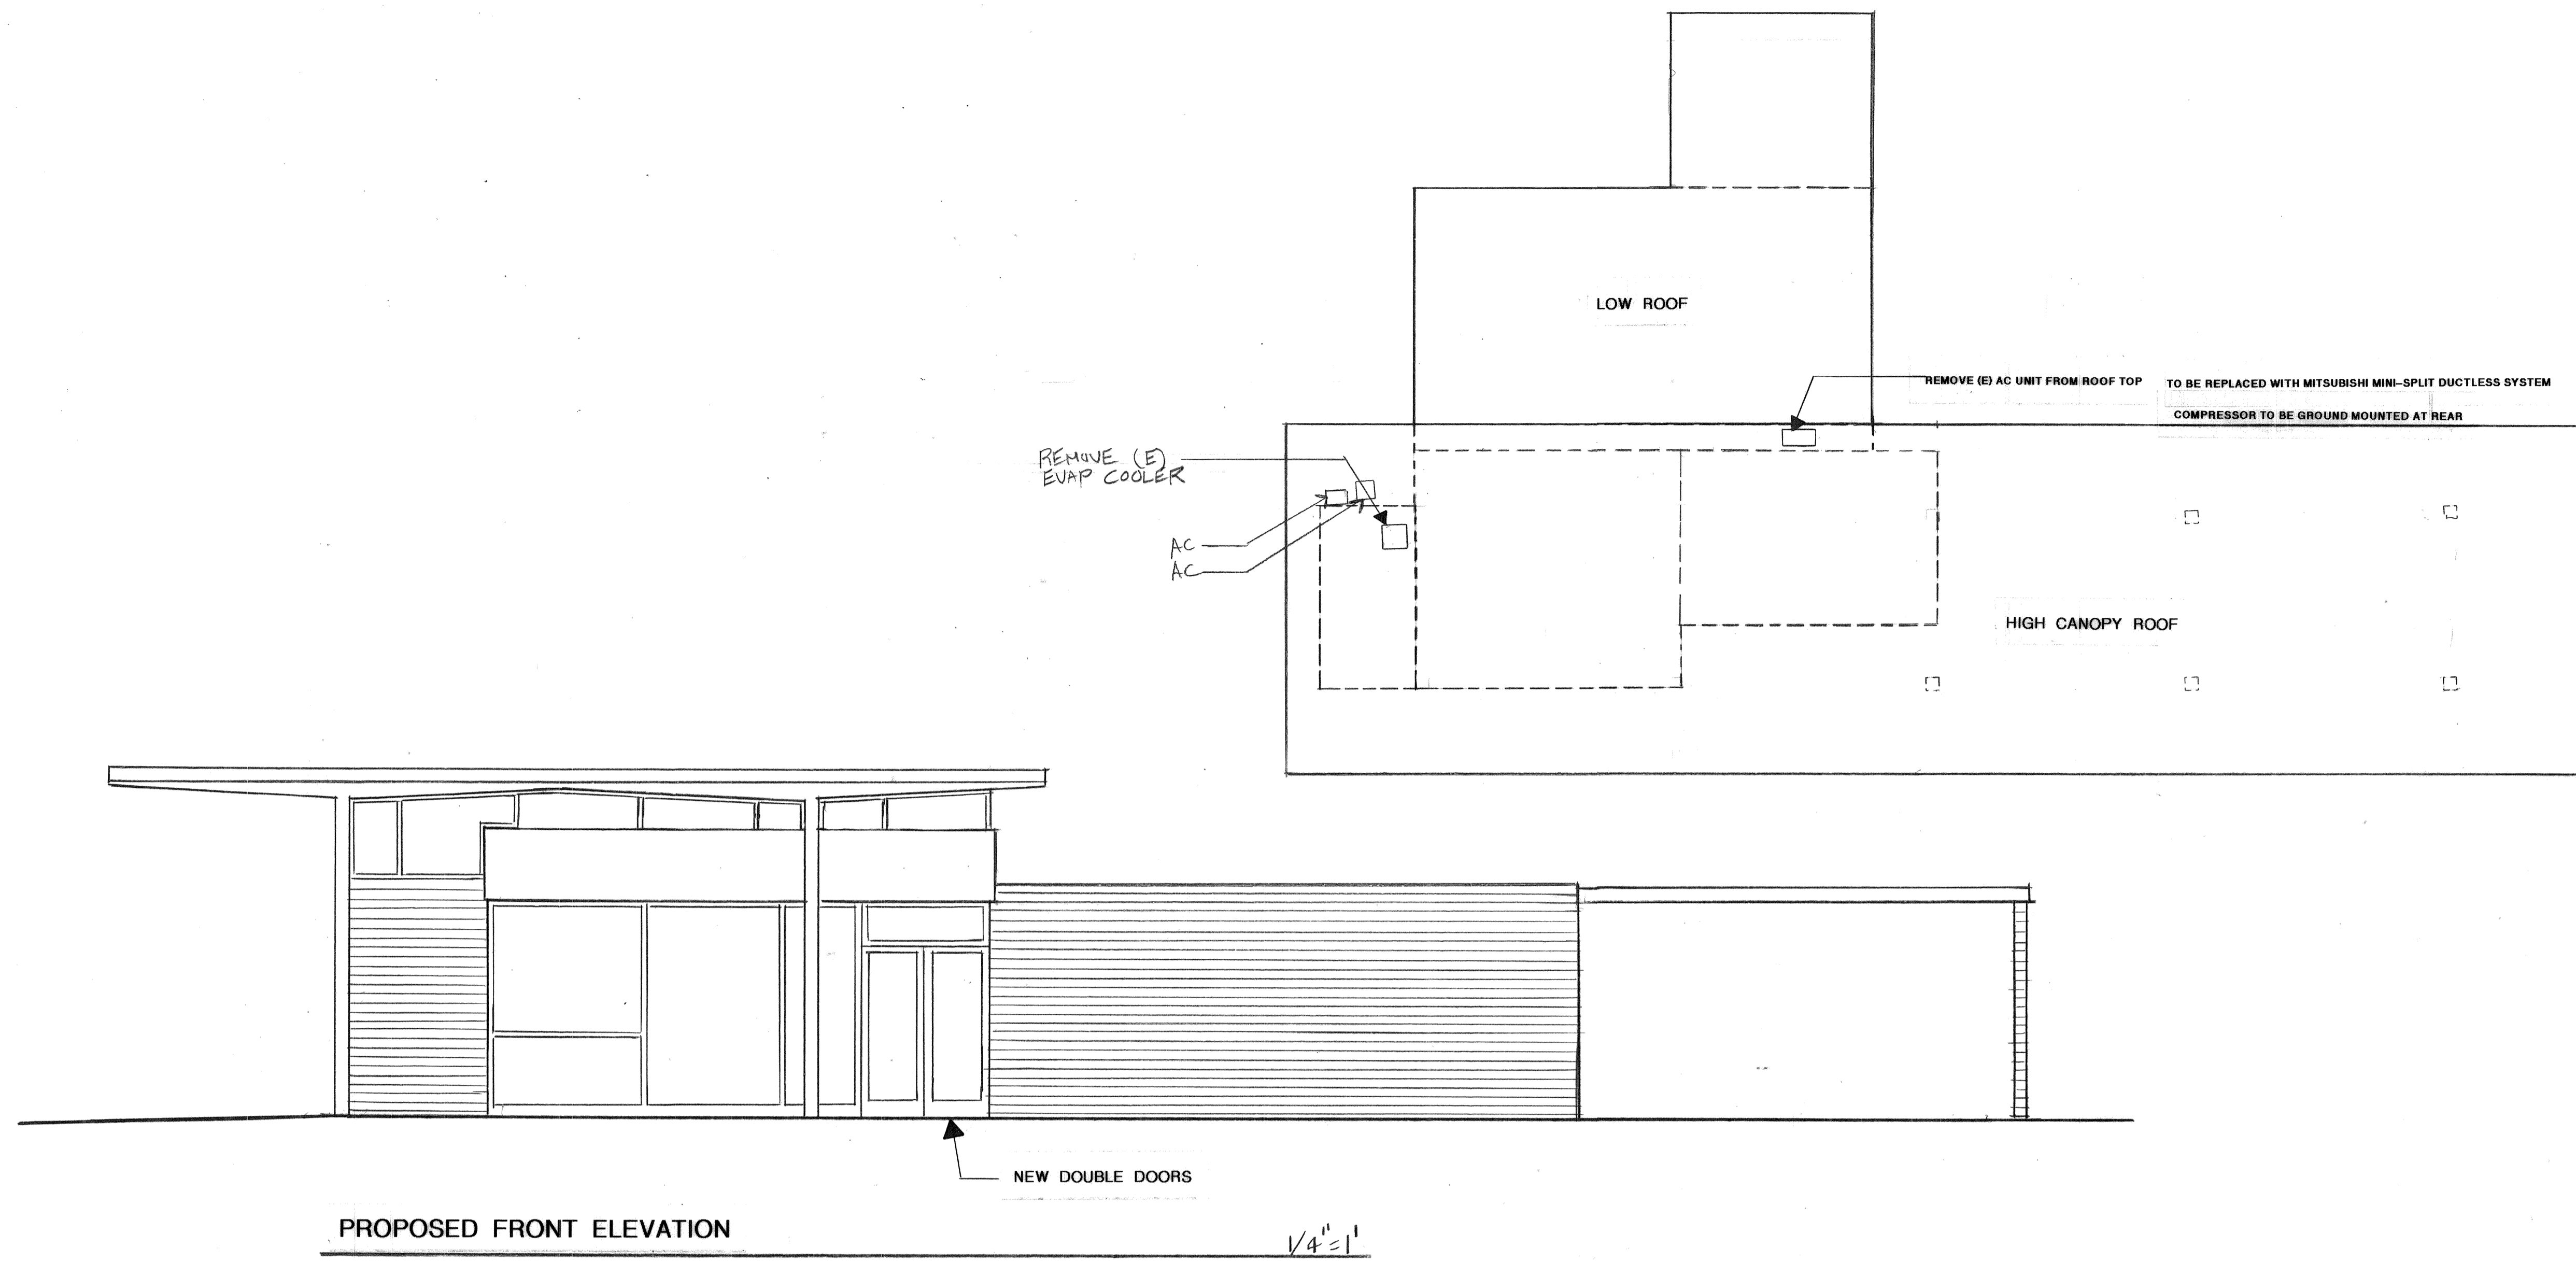 LOW ROOF
REMOVE (E) AC UNIT FROM ROOF TOP
TO BE REPLACED WITH MITSUBISHI MINI-SPLIT DUCTLESS SYSTEM
COMPRESSOR TO BE GROUND MOUNTED AT REAR
REMOVE (E)
EVAP COOLER
AC
AC
HIGH CANOPY ROOF
NEW DOUBLE DOORS
PROPOSED FRONT ELEVATION
1/4"=1'